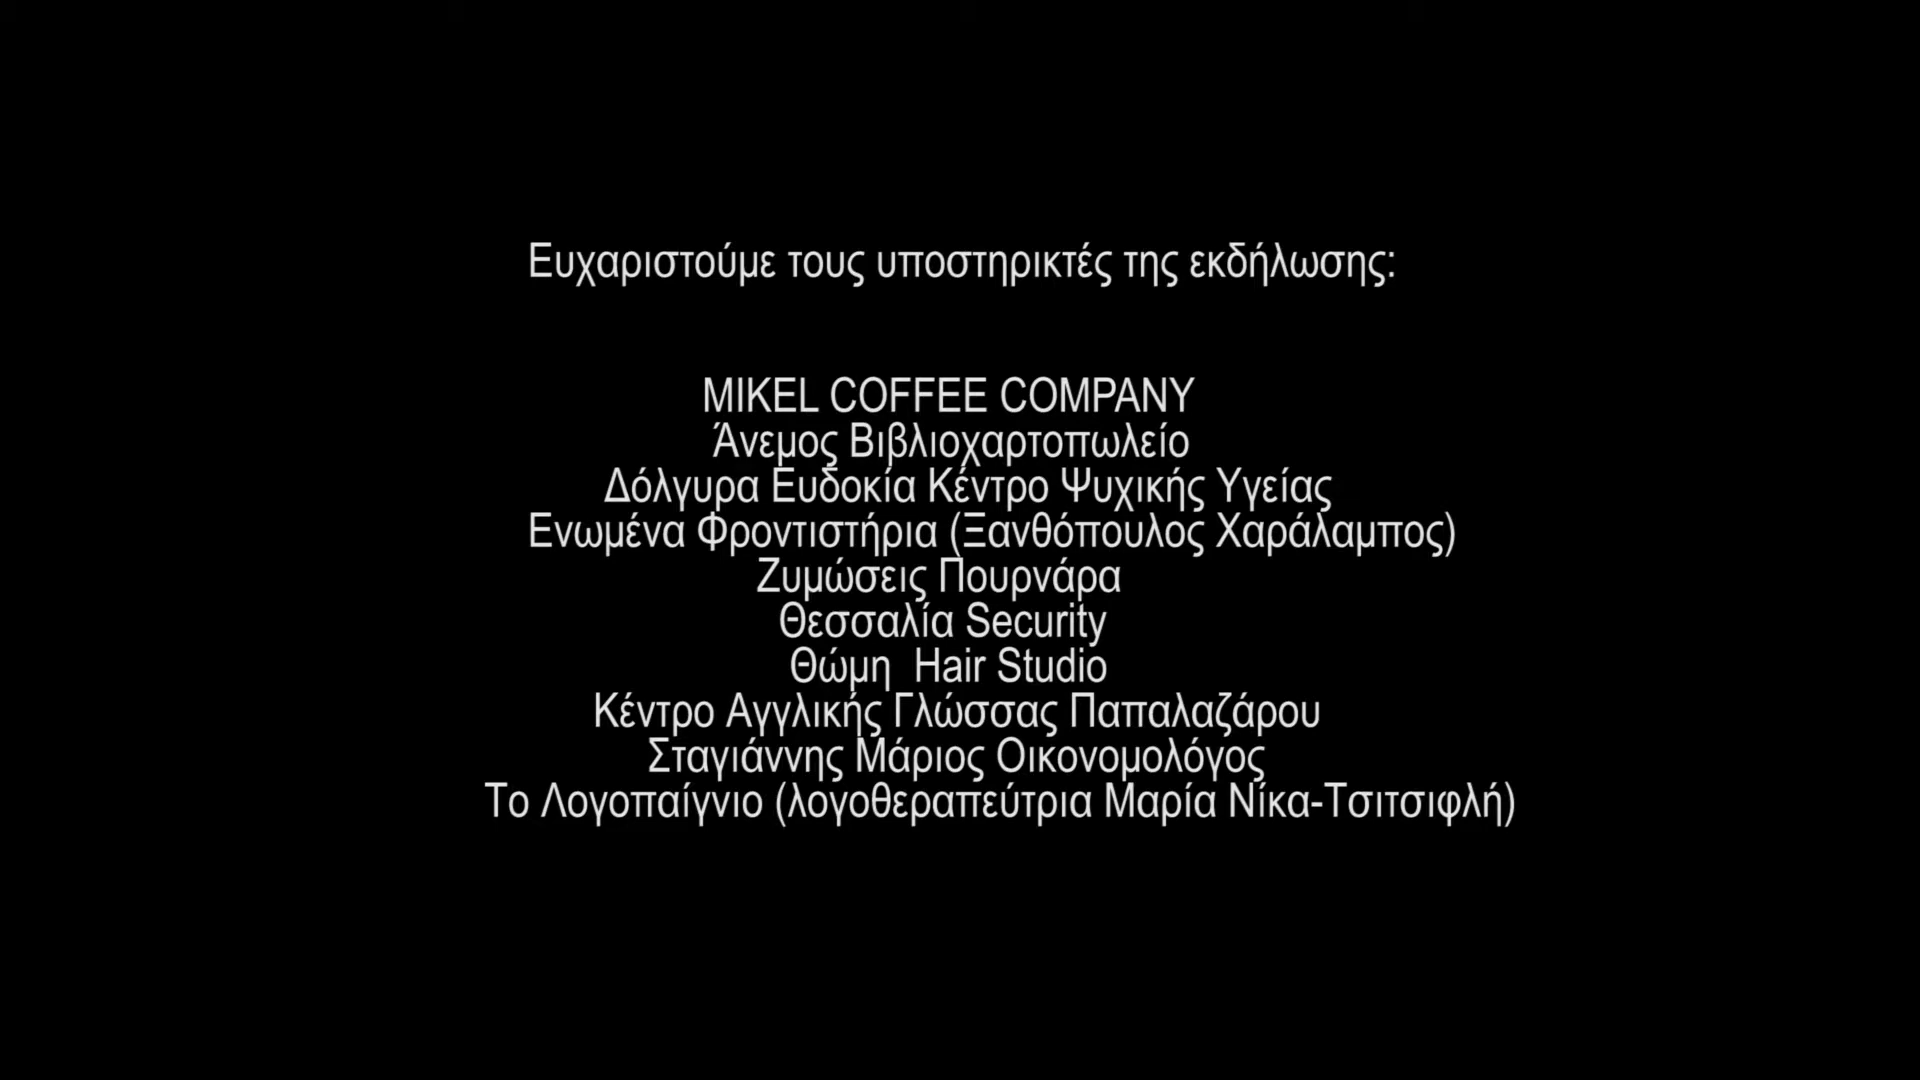 Ευχαριστούμε τους υποστηρικτές της εκδήλωσης:
MIKEL COFFEE COMPANY
Άνεμος Βιβλιοχαρτοπωλείο
Δόλγυρα Ευδοκία Κέντρο Ψυχικής Υγείας
Ενωμένα Φροντιστήρια (Ξανθόπουλος Χαράλαμπος)
Ζυμώσεις Πουρνάρα
Θεσσαλία Security
Θώμη  Hair Studio
Κέντρο Αγγλικής Γλώσσας Παπαλαζάρου
Σταγιάννης Μάριος Οικονομολόγος
Το Λογοπαίγνιο (λογοθεραπεύτρια Μαρία Νίκα-Τσιτσιφλή)